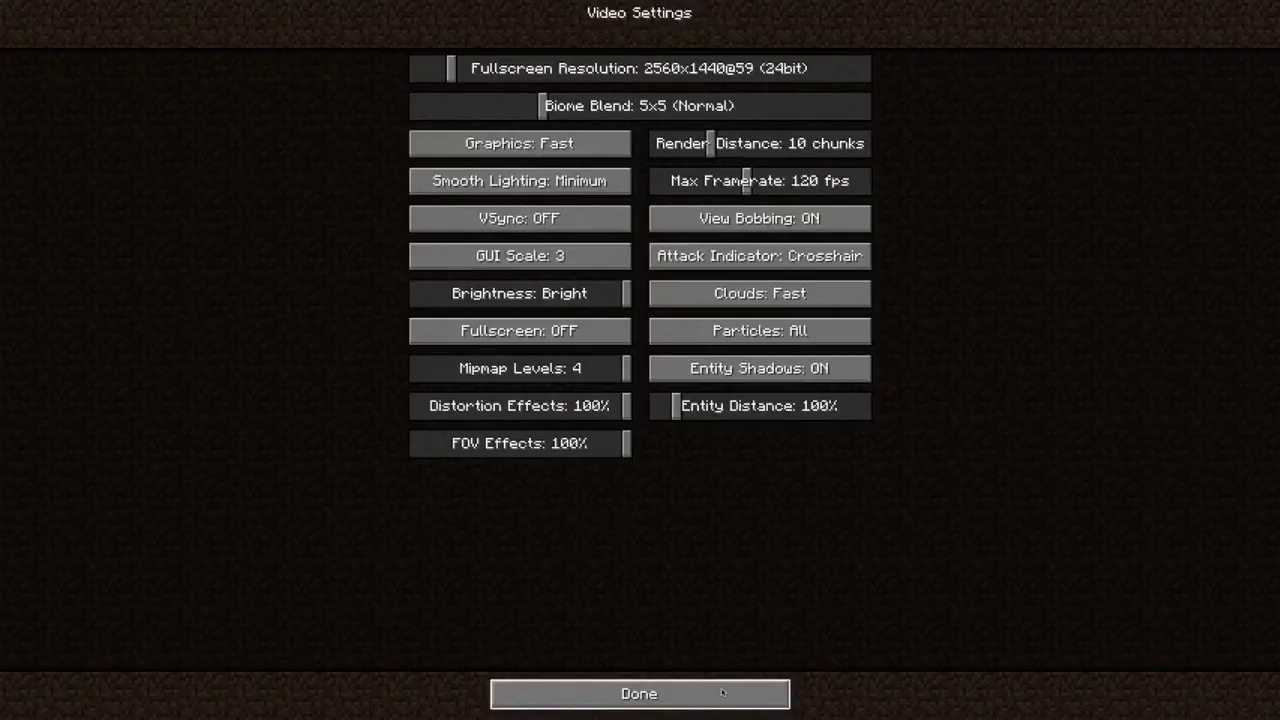 Video Settings
Fullscreen Resolution: 2560x1440@59 (24bit)
Biome Blend: 5x5 (Normal)
Graphics: Fast
Render Distance: 10 chunks
Smooth Lighting: Minimum
Max Framerate: 120 fps
VSync: OFF
View Bobbing: ON
GUI Scale: 3
Attack Indicator: Crosshair
Brightness: Bright
Clouds: Fast
Fullscreen: OFF
Particles: All
Mipmap Levels: 4
Entity Shadows: ON
Distortion Effects: 100%
Entity Distance: 100%
FOV Effects: 100%
Done